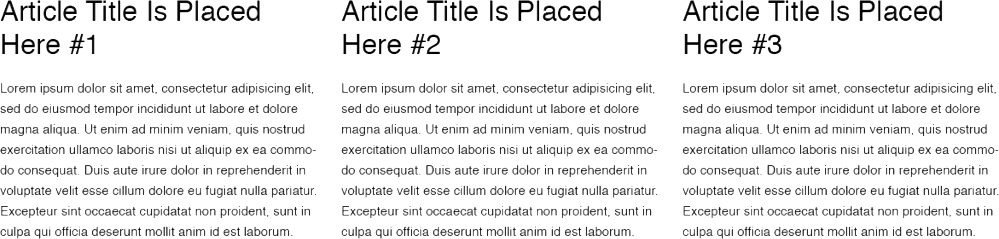 Article Title Is Placed
Here #1
Lorem ipsum dolor sit amet, consectetur adipisicing elit,
sed do eiusmod tempor incididunt ut labore et dolore
magna aliqua. Ut enim ad minim veniam, quis nostrud
exercitation ullamco laboris nisi ut aliquip ex ea commo-
do consequat. Duis aute irure dolor in reprehenderit in
voluptate velit esse cillum dolore eu fugiat nulla pariatur.
Excepteur sint occaecat cupidatat non proident, sunt in
culpa qui officia deserunt mollit anim id est laborum.
Article Title Is Placed
Here #2
Lorem ipsum dolor sit amet, consectetur adipisicing elit,
sed do eiusmod tempor incididunt ut labore et dolore
magna aliqua. Ut enim ad minim veniam, quis nostrud
exercitation ullamco laboris nisi ut aliquip ex ea commo-
do consequat. Duis aute irure dolor in reprehenderit in
voluptate velit esse cillum dolore eu fugiat nulla pariatur.
Excepteur sint occaecat cupidatat non proident, sunt in
culpa qui officia deserunt mollit anim id est laborum.
Article Title Is Placed
Here #3
Lorem ipsum dolor sit amet, consectetur adipisicing elit,
sed do eiusmod tempor incididunt ut labore et dolore
magna aliqua. Ut enim ad minim veniam, quis nostrud
exercitation ullamco laboris nisi ut aliquip ex ea commo-
do consequat. Duis aute irure dolor in reprehenderit in
voluptate velit esse cillum dolore eu fugiat nulla pariatur.
Excepteur sint occaecat cupidatat non proident, sunt in
culpa qui officia deserunt mollit anim id est laborum.